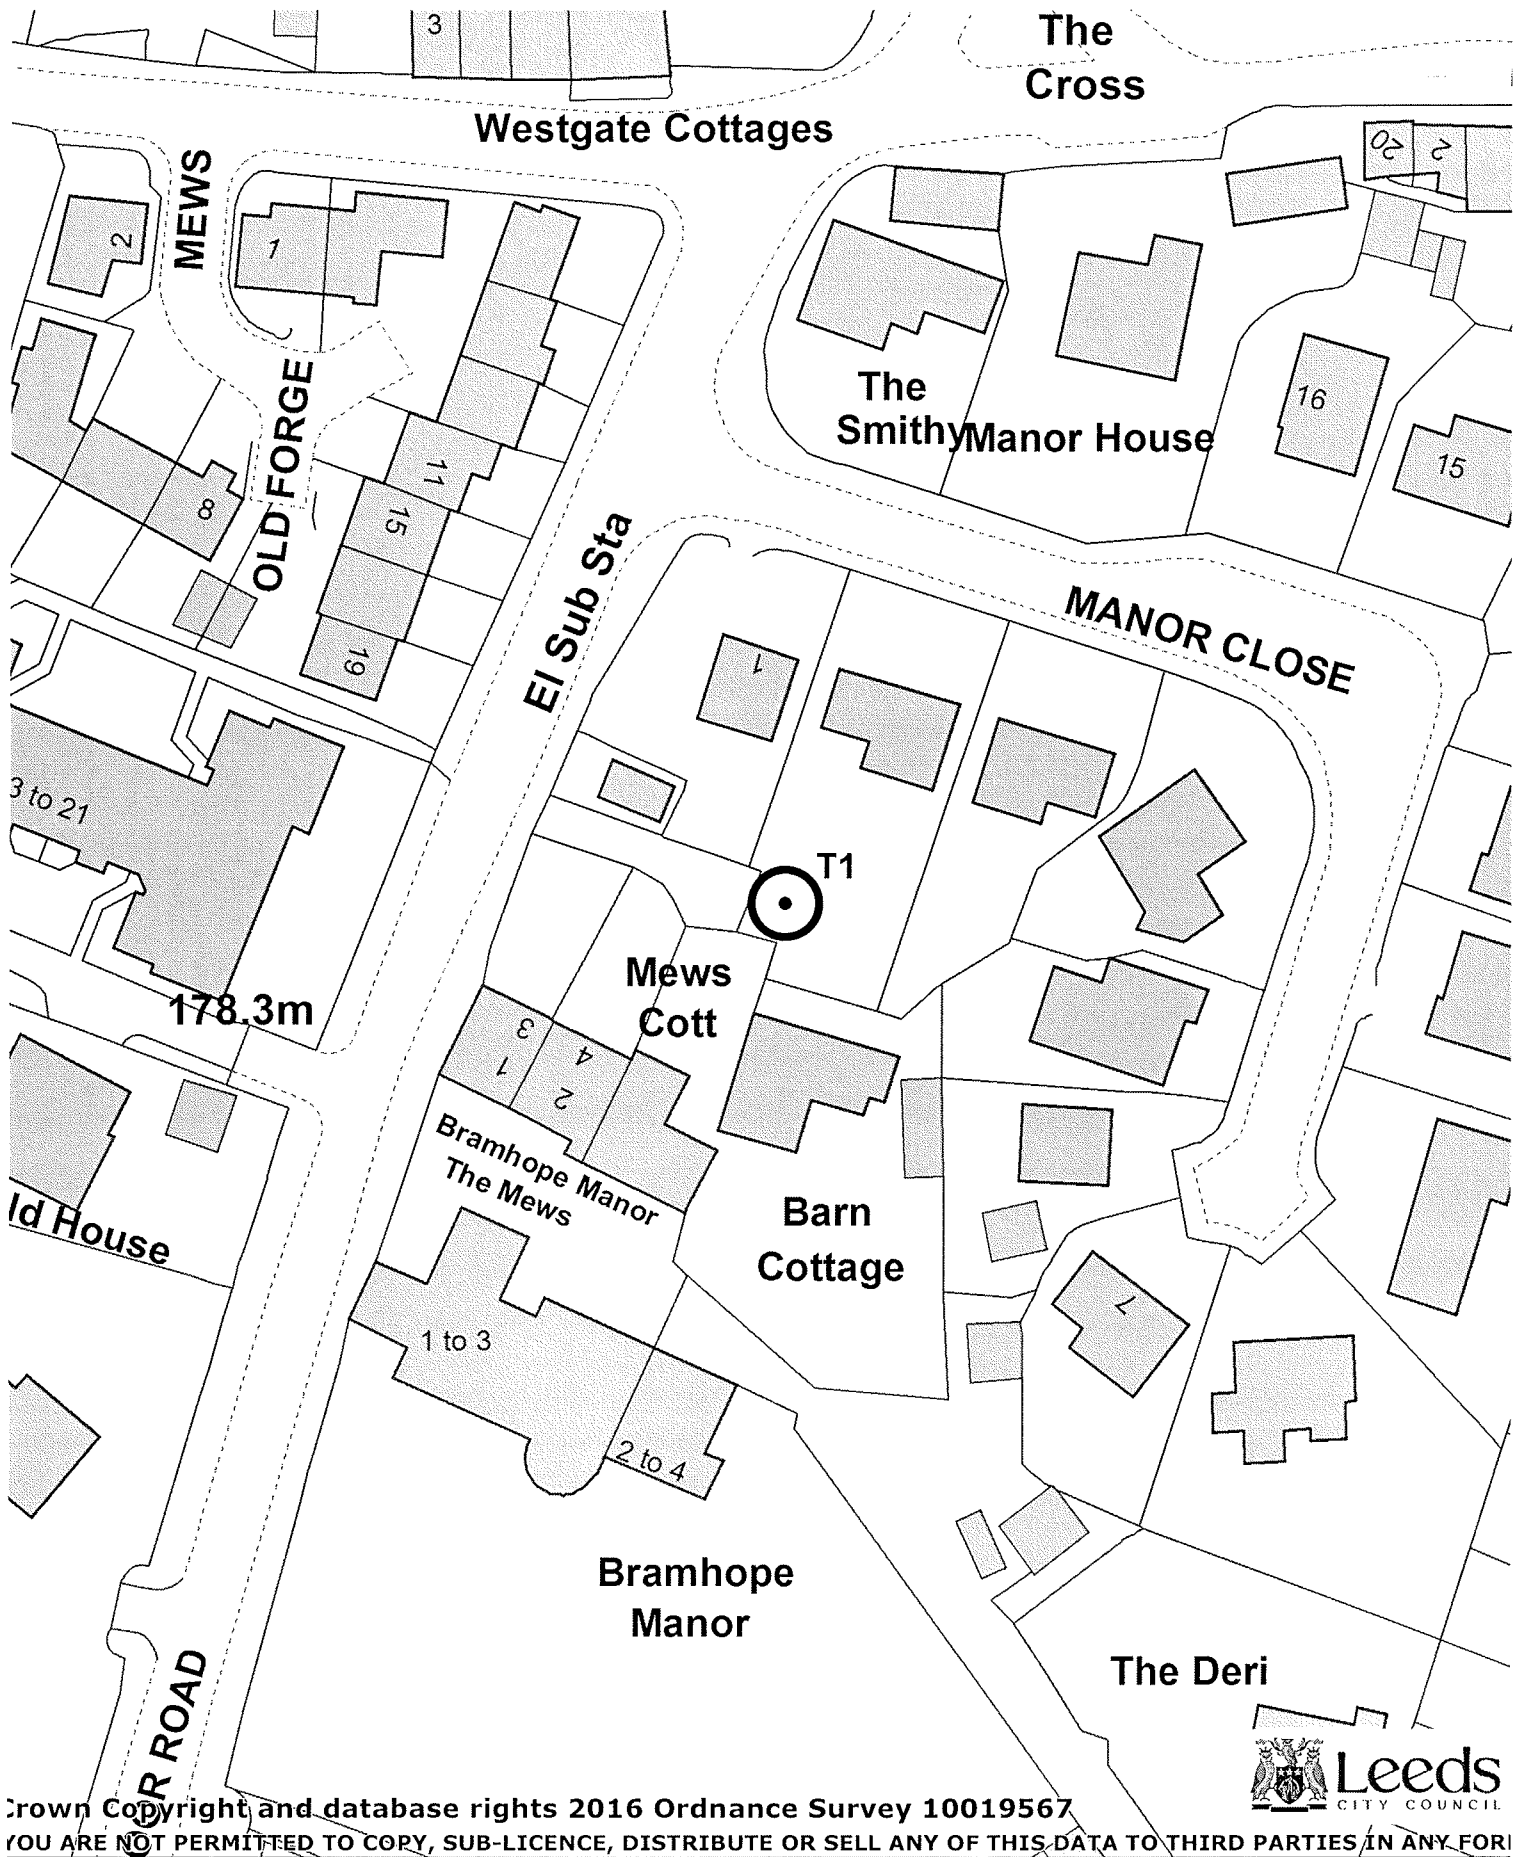 3
The
Cross
Westgate Cottages
MEWS
20
2
2
1
The
Smithy
Manor House
16
15
OLD FORGE
11
15
8
19
El Sub Sta
MANOR CLOSE
1
3 to 21
T1
Mews
Cott
178.3m
3
4
1
2
Bramhope Manor
The Mews
ld House
Barn
Cottage
7
1 to 3
2 to 4
Bramhope
Manor
The Deri
OR ROAD
Leeds
CITY COUNCIL
Crown Copyright and database rights 2016 Ordnance Survey 10019567
YOU ARE NOT PERMITTED TO COPY, SUB-LICENCE, DISTRIBUTE OR SELL ANY OF THIS DATA TO THIRD PARTIES IN ANY FOR